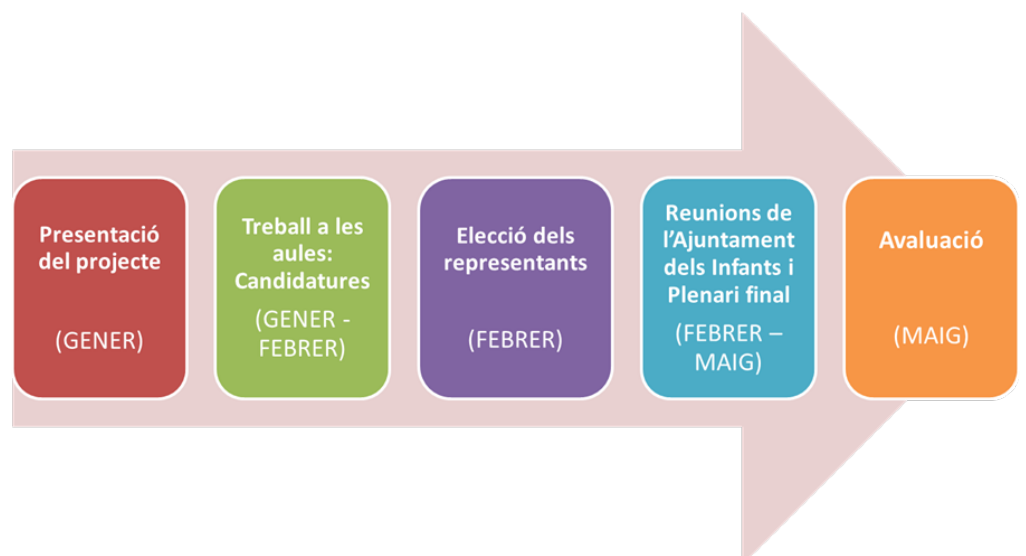 Presentació
del projecte
(GENER)
Treball a les
aules:
Candidatures
(GENER -
FEBRER)
Elecció dels
representants
(FEBRER)
Reunions de
l’Ajuntament
dels Infants i
Plenari final
(FEBRER –
MAIG)
Avaluació
(MAIG)